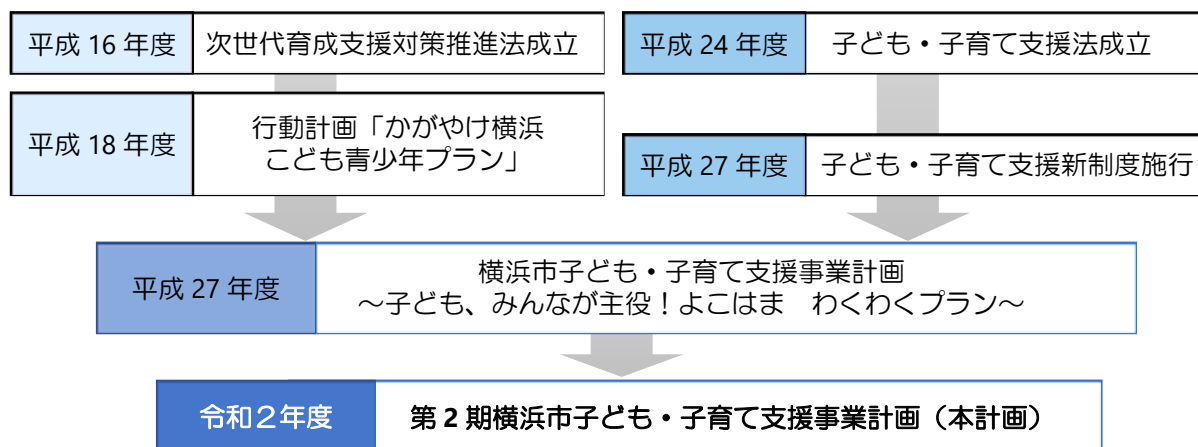 平成 16 年度 次世代育成支援対策推進法成立
平成 18 年度 行動計画「かがやけ横浜
こども青少年プラン」
平成 24 年度 子ども・子育て支援法成立
平成 27 年度 子ども・子育て支援新制度施行
平成 27 年度 横浜市子ども・子育て支援事業計画
～子ども、みんなが主役！よこはま　わくわくプラン～
令和２年度 第 2 期横浜市子ども・子育て支援事業計画（本計画）